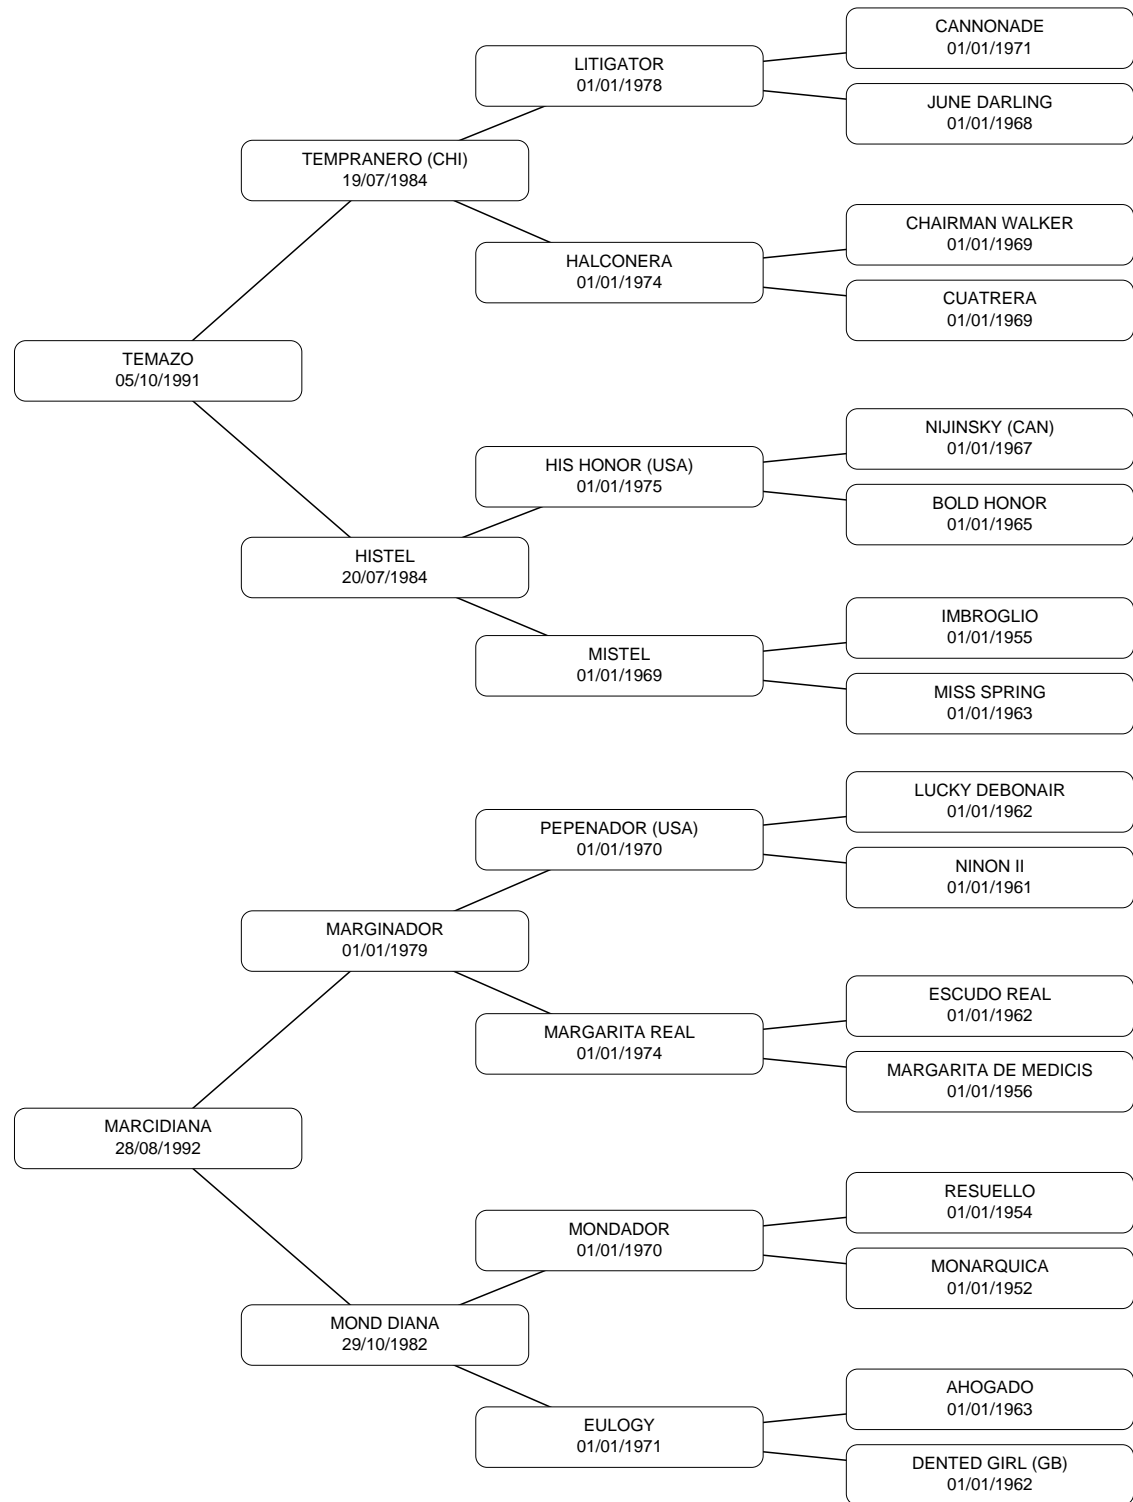 CANNONADE
01/01/1971
LITIGATOR
01/01/1978
JUNE DARLING
01/01/1968
TEMPRANERO (CHI)
19/07/1984
CHAIRMAN WALKER
01/01/1969
HALCONERA
01/01/1974
CUATRERA
01/01/1969
TEMAZO
05/10/1991
NIJINSKY (CAN)
01/01/1967
HIS HONOR (USA)
01/01/1975
BOLD HONOR
01/01/1965
HISTEL
20/07/1984
IMBROGLIO
01/01/1955
MISTEL
01/01/1969
MISS SPRING
01/01/1963
LUCKY DEBONAIR
01/01/1962
PEPENADOR (USA)
01/01/1970
NINON II
01/01/1961
MARGINADOR
01/01/1979
ESCUDO REAL
01/01/1962
MARGARITA REAL
01/01/1974
MARGARITA DE MEDICIS
01/01/1956
MARCIDIANA
28/08/1992
RESUELLO
01/01/1954
MONDADOR
01/01/1970
MONARQUICA
01/01/1952
MOND DIANA
29/10/1982
AHOGADO
01/01/1963
EULOGY
01/01/1971
DENTED GIRL (GB)
01/01/1962